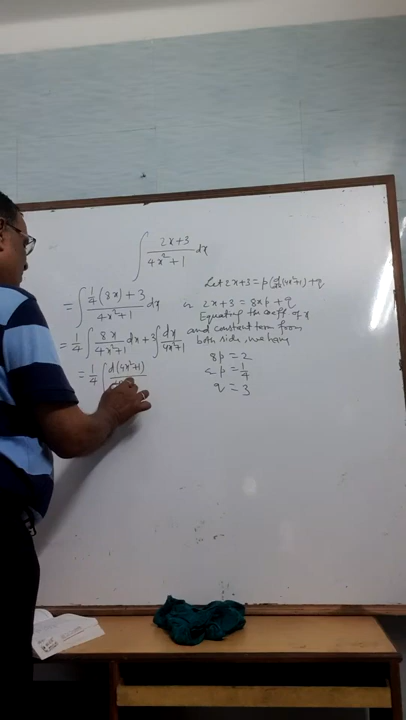 ∫ (2x+3)/(4x²+1) dx
Let 2x+3 = p(d/dx(4x²+1)) + q
= ∫ (1/4(8x)+3)/(4x²+1) dx
2x+3 = 8xp + q
Equating the coeff of x
= 1/4 ∫ 8x/(4x²+1) dx + 3∫ dx/(4x²+1)
and constant term from
both sides, we have
8p = 2
= 1/4 ∫ d(4x²+1)/
p = 1/4
q = 3